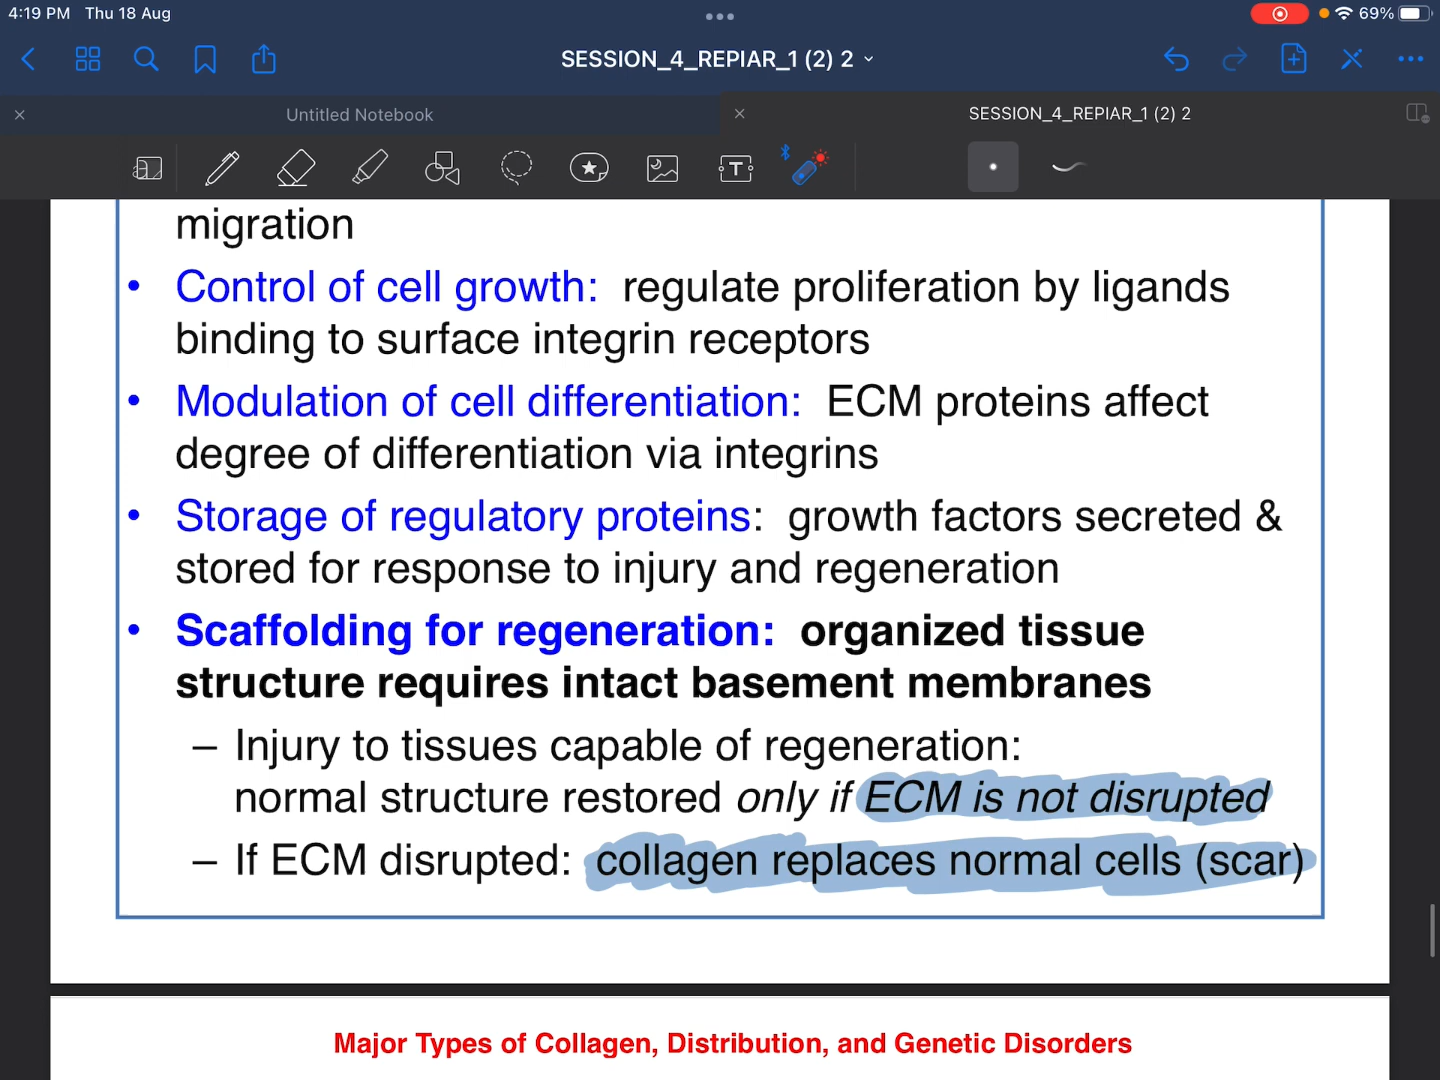 4:19 PM Thu 18 Aug
69%
SESSION_4_REPIAR_1 (2) 2
Untitled Notebook
SESSION_4_REPIAR_1 (2) 2
migration
• Control of cell growth: regulate proliferation by ligands
binding to surface integrin receptors
• Modulation of cell differentiation: ECM proteins affect
degree of differentiation via integrins
• Storage of regulatory proteins: growth factors secreted &
stored for response to injury and regeneration
• Scaffolding for regeneration: organized tissue
structure requires intact basement membranes
– Injury to tissues capable of regeneration:
normal structure restored only if ECM is not disrupted
– If ECM disrupted: collagen replaces normal cells (scar)
Major Types of Collagen, Distribution, and Genetic Disorders